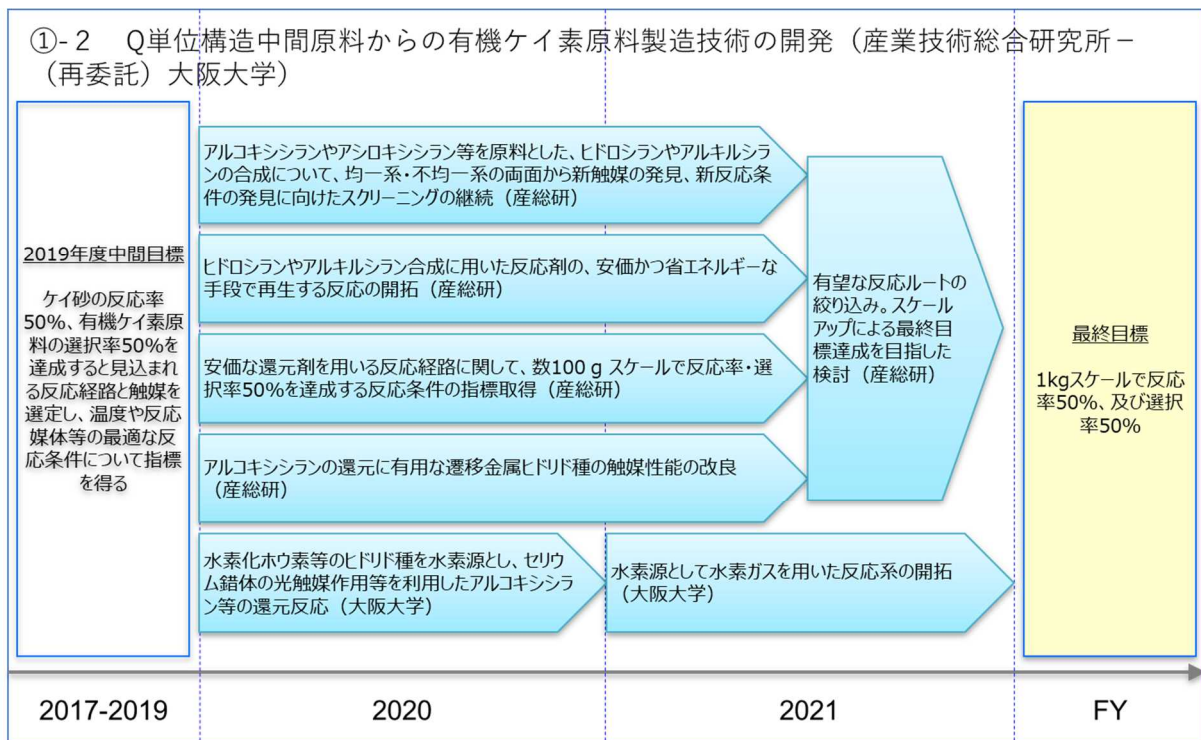 ①-２　Q単位構造中間原料からの有機ケイ素原料製造技術の開発（産業技術総合研究所－
（再委託）大阪大学）
2019年度中間目標
ケイ砂の反応率
50%、有機ケイ素原
料の選択率50%を
達成すると見込まれ
る反応経路と触媒を
選定し、温度や反応
媒体等の最適な反
応条件について指標
を得る
アルコキシシランやアシロキシシラン等を原料とした、ヒドロシランやアルキルシラ
ンの合成について、均一系・不均一系の両面から新触媒の発見、新反応条
件の発見に向けたスクリーニングの継続（産総研）
ヒドロシランやアルキルシラン合成に用いた反応剤の、安価かつ省エネルギーな
手段で再生する反応の開拓（産総研）
安価な還元剤を用いる反応経路に関して、数100 g スケールで反応率・選
択率50%を達成する反応条件の指標取得（産総研）
アルコキシシランの還元に有用な遷移金属ヒドリド種の触媒性能の改良
（産総研）
有望な反応ルートの
絞り込み。スケール
アップによる最終目
標達成を目指した
検討（産総研）
水素化ホウ素等のヒドリド種を水素源とし、セリウ
ム錯体の光触媒作用等を利用したアルコキシシラ
ン等の還元反応（大阪大学）
水素源として水素ガスを用いた反応系の開拓
（大阪大学）
最終目標
1kgスケールで反応
率50%、及び選択
率50%
2017-2019
2020
2021
FY